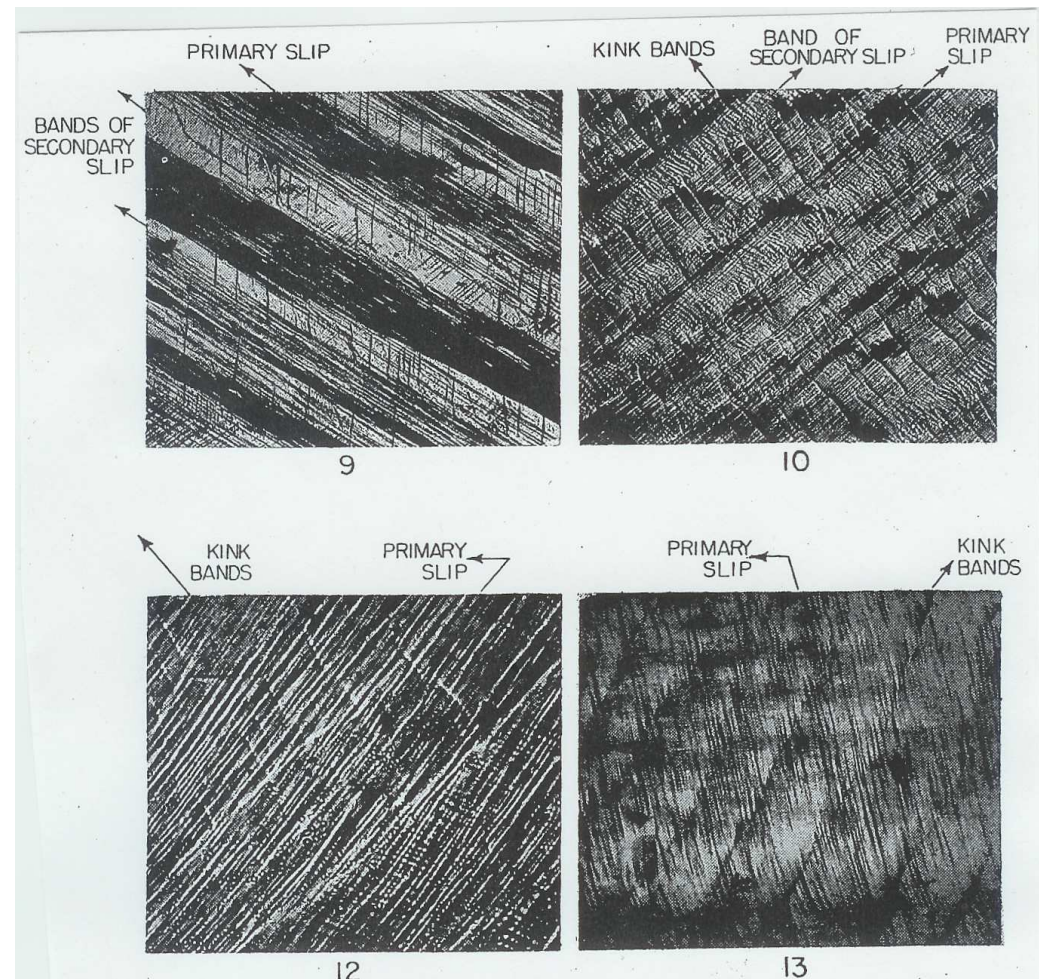 PRIMARY SLIP
BANDS OF
SECONDARY
SLIP
9
KINK BANDS
BAND OF
SECONDARY SLIP
PRIMARY
SLIP
10
KINK
BANDS
PRIMARY
SLIP
12
PRIMARY
SLIP
KINK
BANDS
13